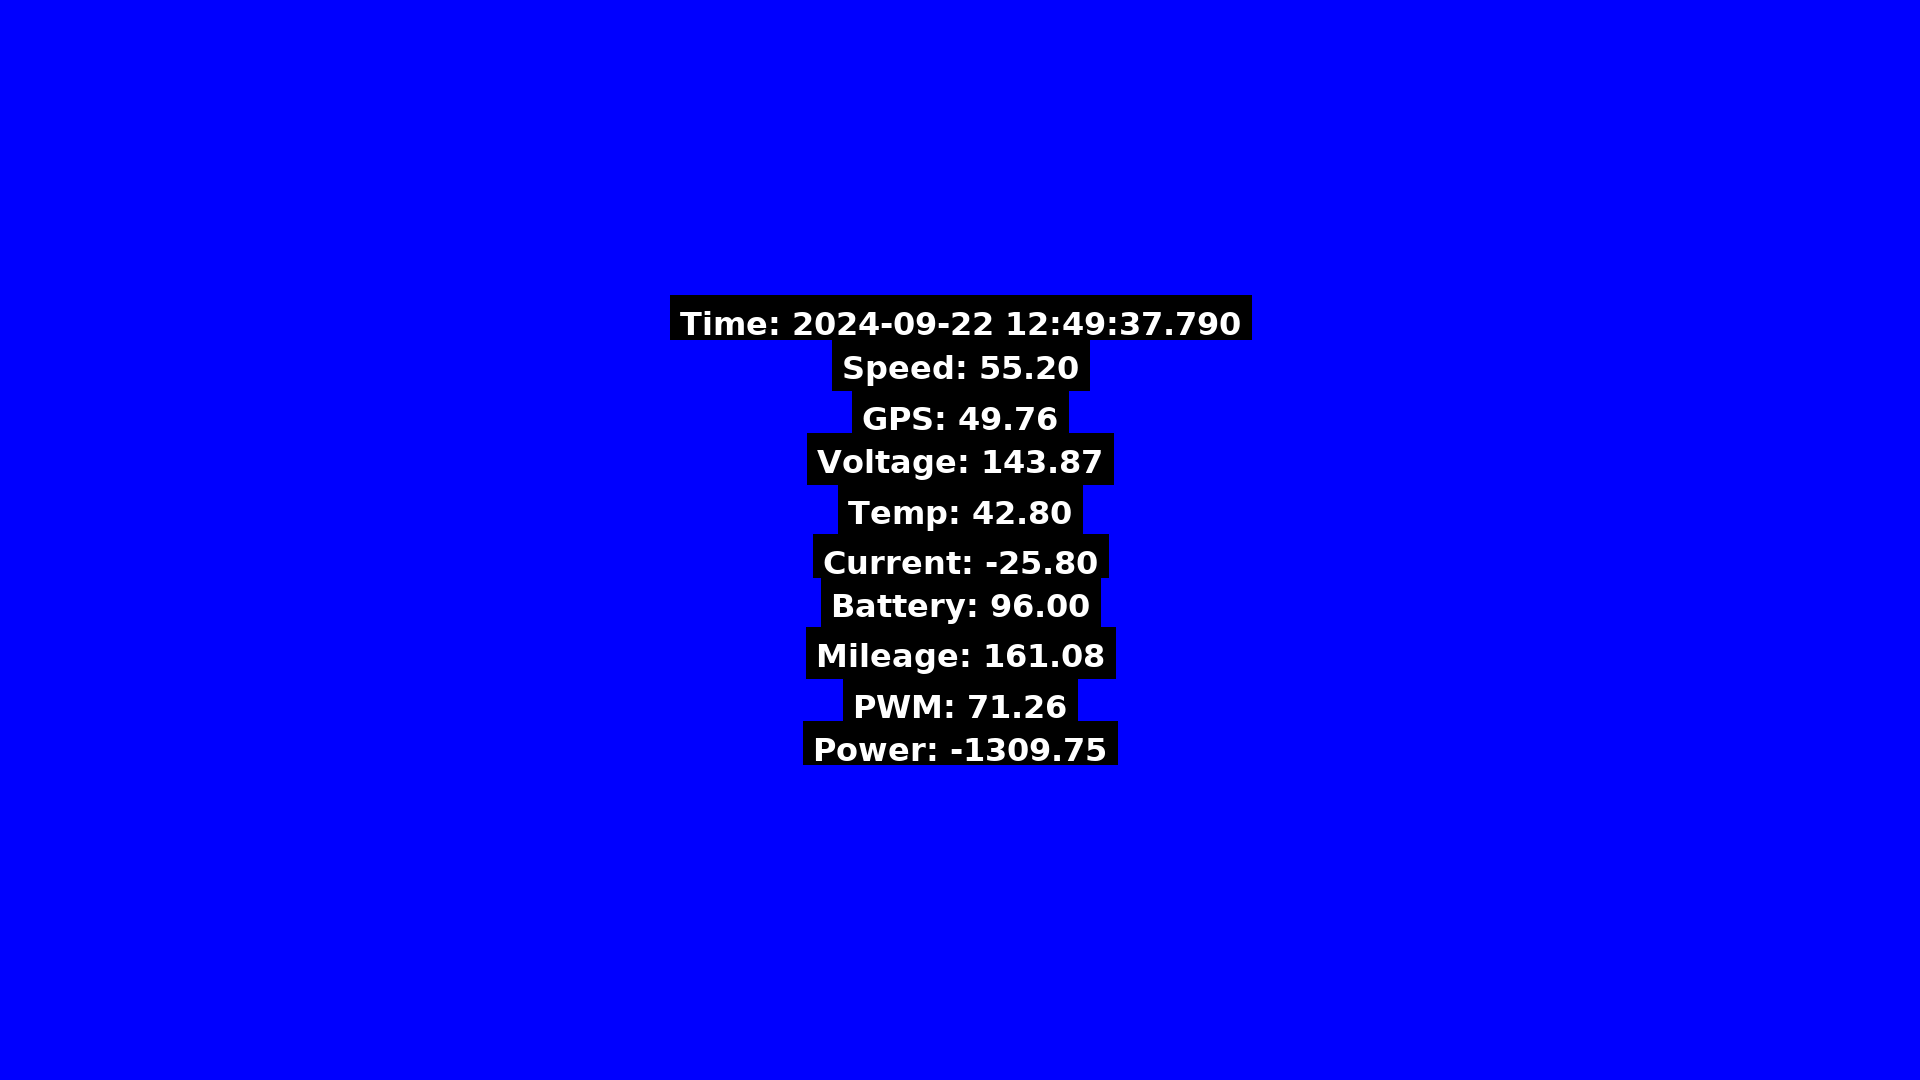 Time: 2024-09-22 12:49:37.790
Speed: 55.20
GPS: 49.76
Voltage: 143.87
Temp: 42.80
Current: -25.80
Battery: 96.00
Mileage: 161.08
PWM: 71.26
Power: -1309.75